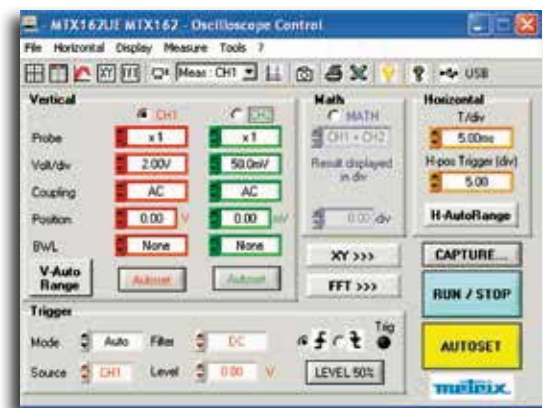 - MTX162UE MTX162 - Oscilloscope Control
File Horizontal Display Measure Tools ?
XY Meas : CH1 USB
Vertical
CH1 CH2
Probe x1 x1
Volt/div 2.00V 50.0mV
Coupling AC AC
Position 0.00 V 0.00 mV
BWL None None
V-Auto Range
Autoset Autoset
Math
MATH
CH1 + CH2
Result displayed
in div
0.00 div
XY >>>
FFT >>>
Horizontal
T/div
5.00ms
H-pos Trigger (div)
5.00
H-AutoRange
CAPTURE...
RUN / STOP
AUTOSET
metrix
Trigger
Mode Auto Filter DC Trig
Source CH1 Level 0.00 V LEVEL 50%